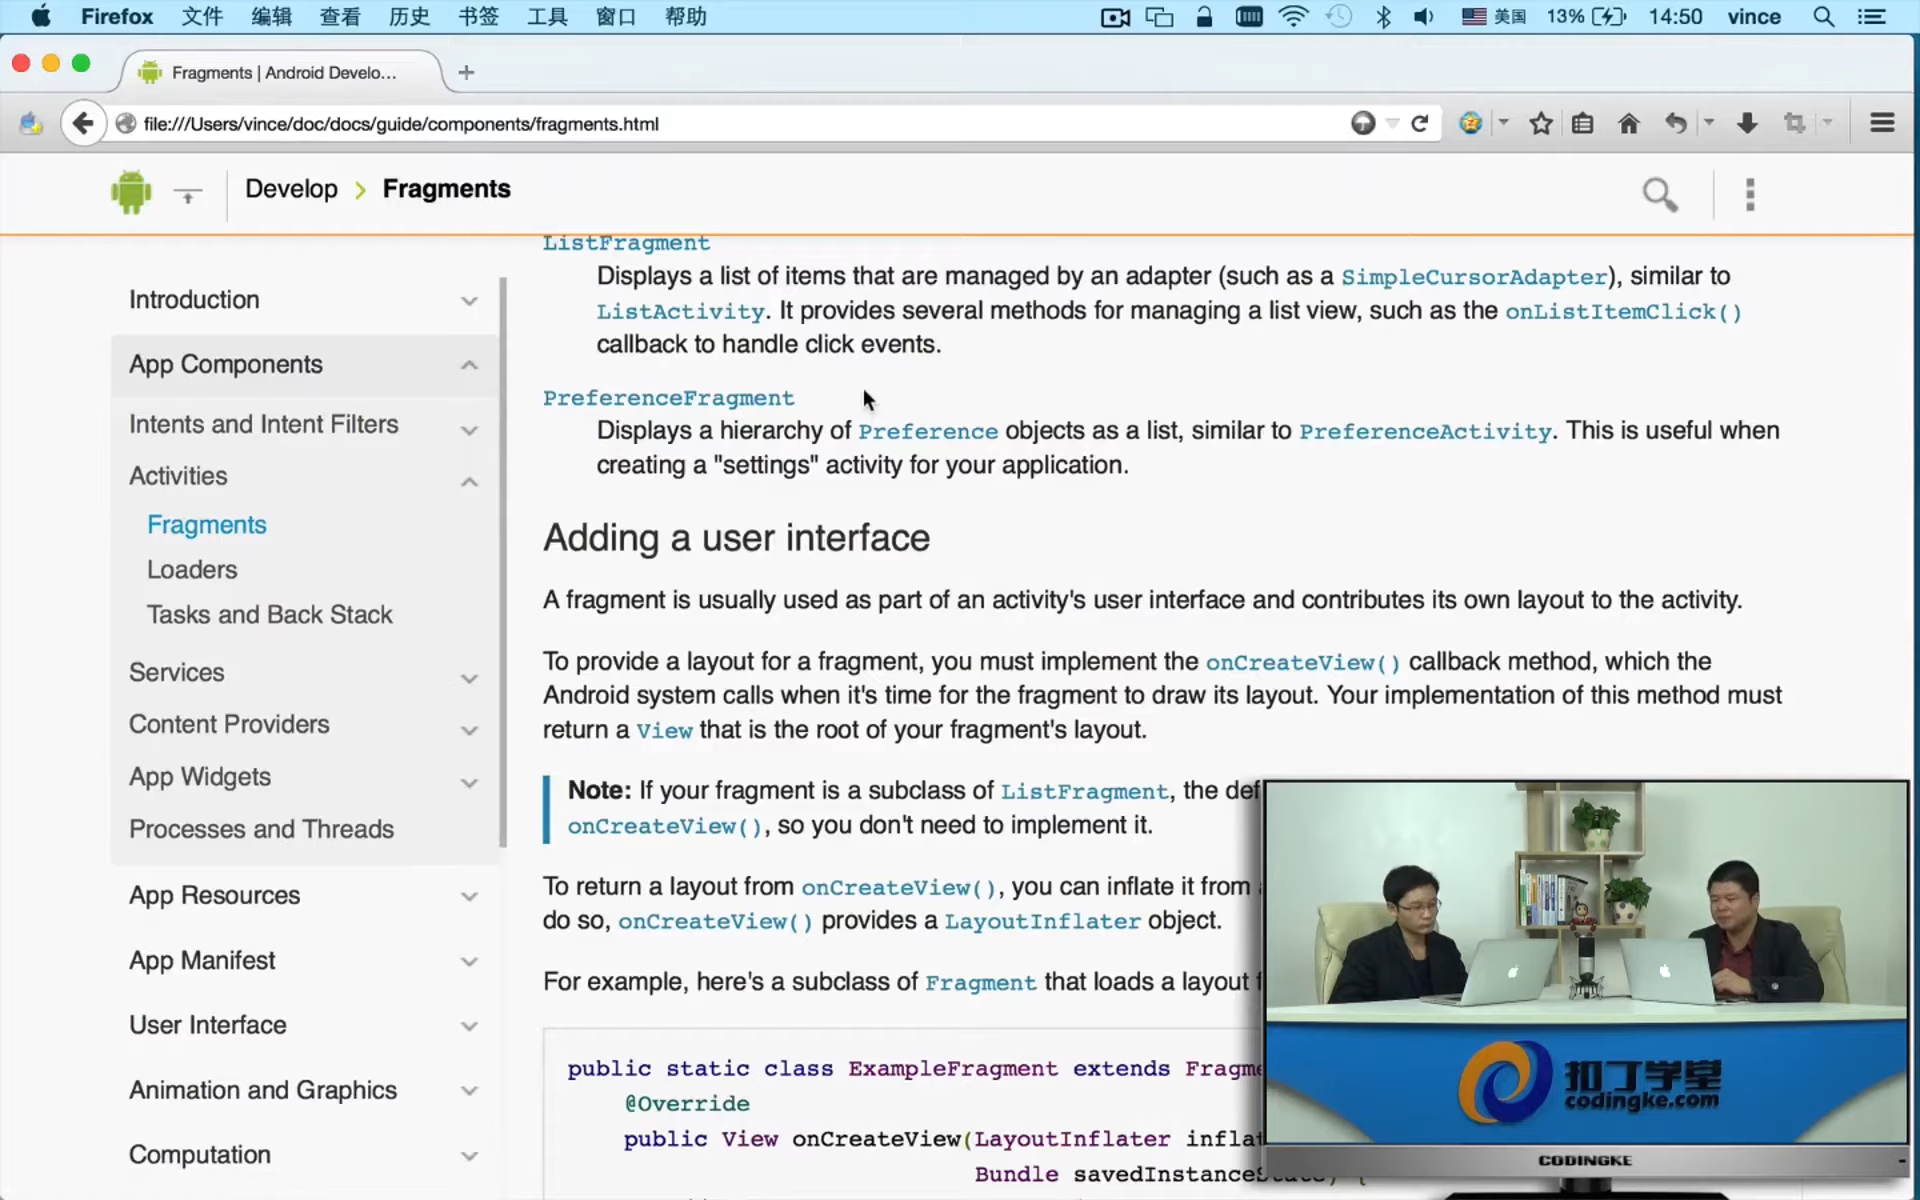 Firefox 文件 编辑 查看 历史 书签 工具 窗口 帮助 美国 13% 14:50 vince
Fragments | Android Develo...
file:///Users/vince/doc/docs/guide/components/fragments.html
Develop Fragments
Introduction
App Components
Intents and Intent Filters
Activities
Fragments
Loaders
Tasks and Back Stack
Services
Content Providers
App Widgets
Processes and Threads
App Resources
App Manifest
User Interface
Animation and Graphics
Computation
ListFragment
Displays a list of items that are managed by an adapter (such as a SimpleCursorAdapter), similar to
ListActivity. It provides several methods for managing a list view, such as the onListItemClick()
callback to handle click events.
PreferenceFragment
Displays a hierarchy of Preference objects as a list, similar to PreferenceActivity. This is useful when
creating a "settings" activity for your application.
Adding a user interface
A fragment is usually used as part of an activity's user interface and contributes its own layout to the activity.
To provide a layout for a fragment, you must implement the onCreateView() callback method, which the
Android system calls when it's time for the fragment to draw its layout. Your implementation of this method must
return a View that is the root of your fragment's layout.
Note: If your fragment is a subclass of ListFragment, the def
onCreateView(), so you don't need to implement it.
To return a layout from onCreateView(), you can inflate it from
do so, onCreateView() provides a LayoutInflater object.
For example, here's a subclass of Fragment that loads a layout
public static class ExampleFragment extends Fragme
@Override
public View onCreateView(LayoutInflater inflat
Bundle savedInstanceState) {
扣丁学堂
codingke.com
CODINGKE